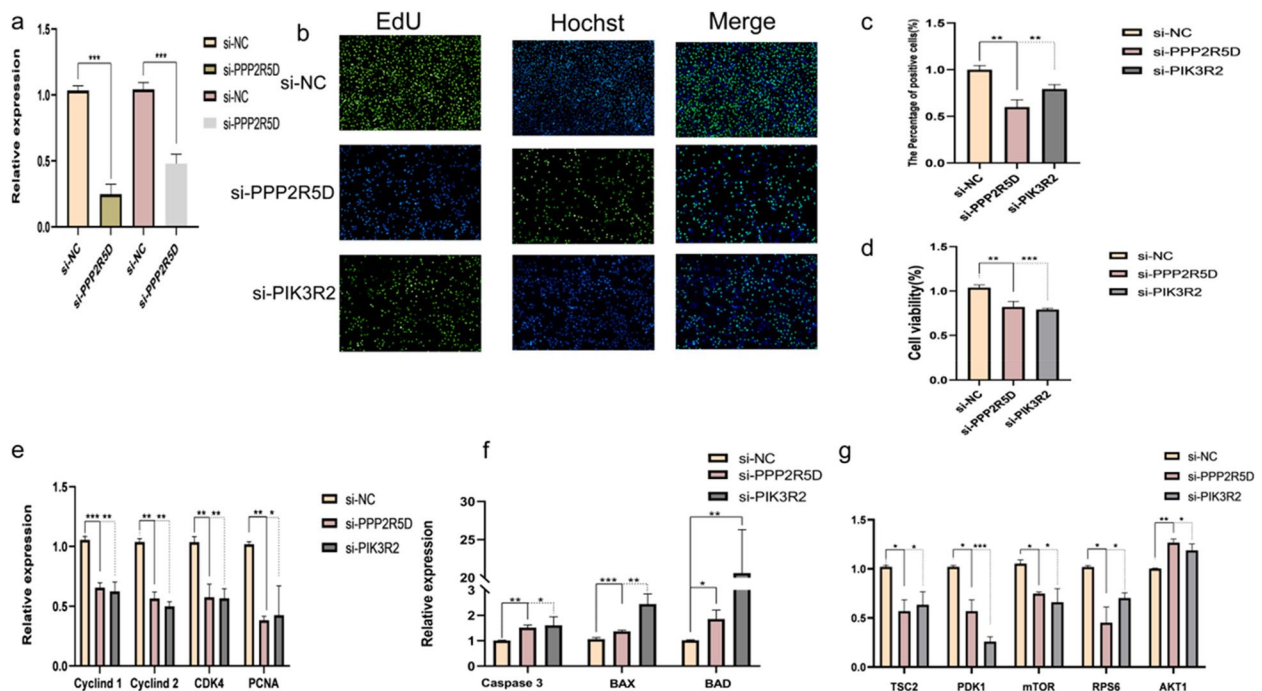 a
Relative expression
1.5
1.0
0.5
0.0
***
***
si-NC
si-PPP2R5D
si-NC
si-PPP2R5D
si-NC
si-PPP2R5D
si-NC
si-PPP2R5D
b
EdU
Hochst
Merge
si-NC
si-PPP2R5D
si-PIK3R2
c
The Percentage of positive cells(%)
1.5
1.0
0.5
0.0
**
**
si-NC
si-PPP2R5D
si-PIK3R2
si-NC
si-PPP2R5D
si-PIK3R2
d
Cell viability(%)
1.5
1.0
0.5
0.0
**
***
si-NC
si-PPP2R5D
si-PIK3R2
si-NC
si-PPP2R5D
si-PIK3R2
e
Relative expression
1.5
1.0
0.5
0.0
*** **
** **
** **
** *
Cyclind 1 Cyclind 2 CDK4 PCNA
si-NC
si-PPP2R5D
si-PIK3R2
f
Relative expression
30
25
20
3
2
1
0
** *
*** **
**
*
Caspase 3 BAX BAD
si-NC
si-PPP2R5D
si-PIK3R2
g
si-NC
si-PPP2R5D
si-PIK3R2
1.5
1.0
0.5
0.0
* *
* ***
* *
* *
** *
TSC2 PDK1 mTOR RPS6 AKT1